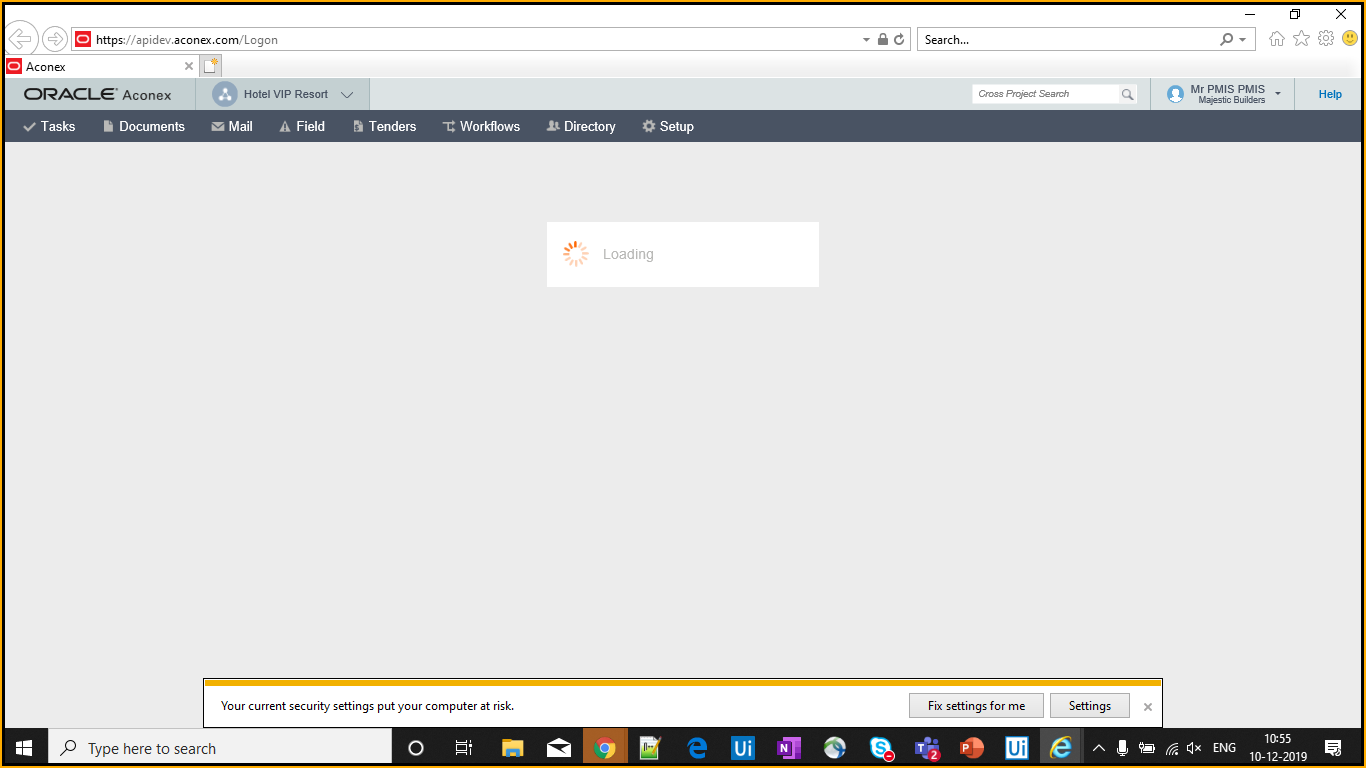 https://apidev.aconex.com/Logon
Search...
Aconex
ORACLE Aconex
Hotel VIP Resort
Cross Project Search
Mr PMIS PMIS
Majestic Builders
Help
Tasks
Documents
Mail
Field
Tenders
Workflows
Directory
Setup
Loading
Your current security settings put your computer at risk.
Fix settings for me
Settings
Type here to search
Ui
N
S
T
2
P
Ui
ENG
10:55
10-12-2019